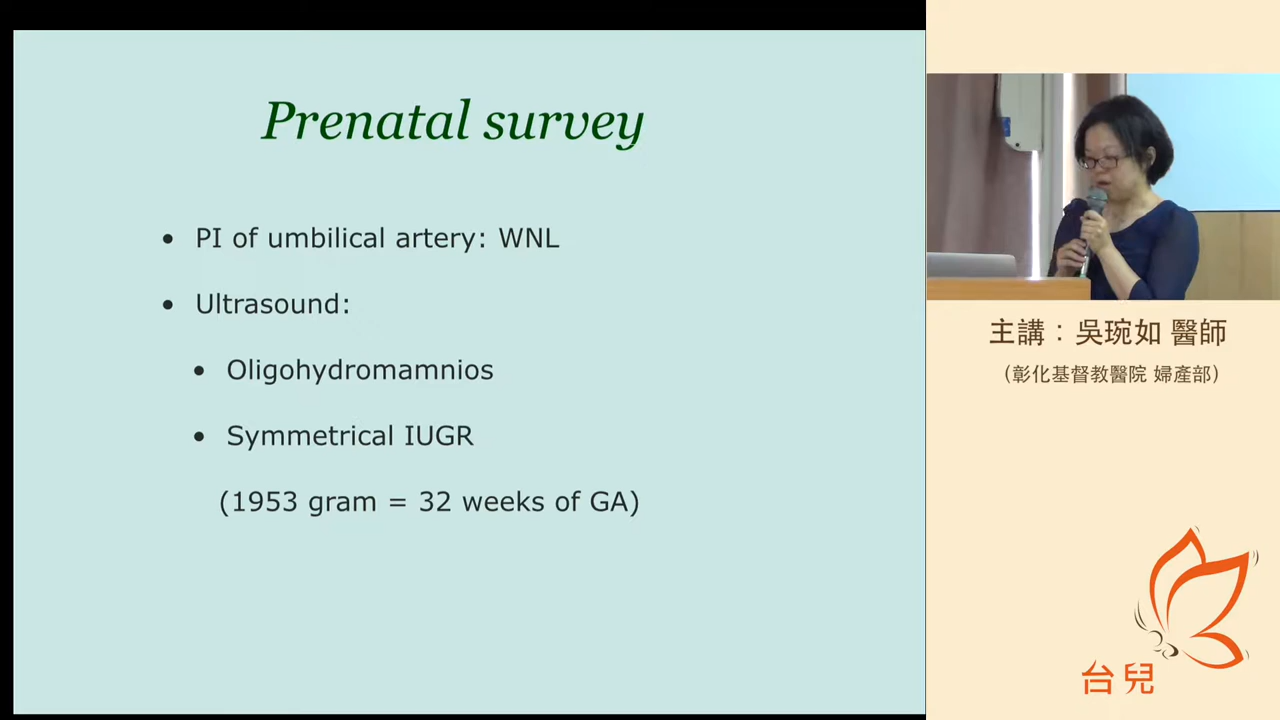 Prenatal survey
• PI of umbilical artery: WNL
• Ultrasound:
• Oligohydromamnios
• Symmetrical IUGR
(1953 gram = 32 weeks of GA)
主講：吳琬如 醫師
（彰化基督教醫院 婦產部）
台兒